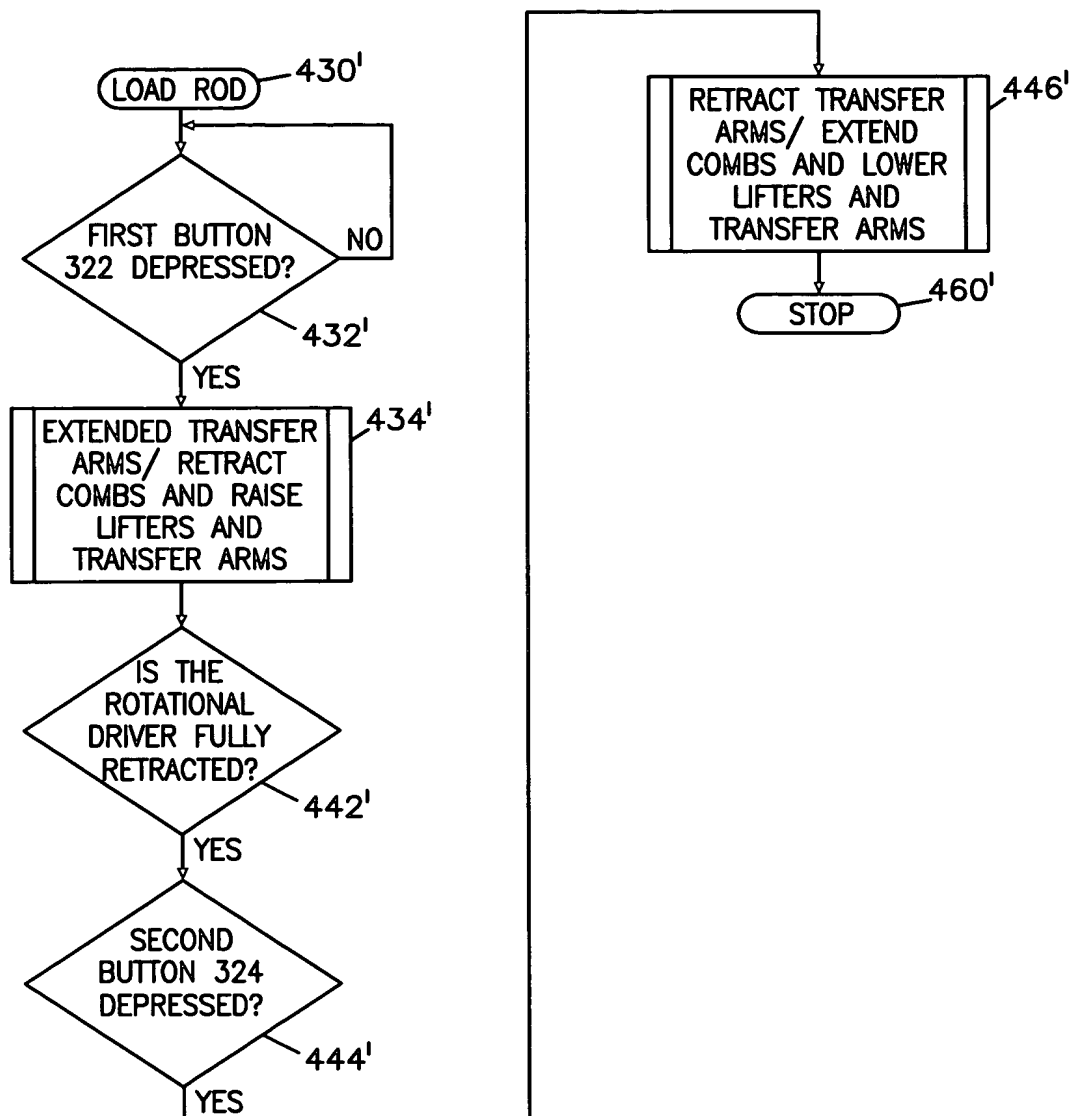 LOAD ROD
430'
FIRST BUTTON
322 DEPRESSED?
NO
432'
YES
EXTENDED TRANSFER
ARMS/ RETRACT
COMBS AND RAISE
LIFTERS AND
TRANSFER ARMS
434'
IS THE
ROTATIONAL
DRIVER FULLY
RETRACTED?
442'
YES
SECOND
BUTTON 324
DEPRESSED?
444'
YES
RETRACT TRANSFER
ARMS/ EXTEND
COMBS AND LOWER
LIFTERS AND
TRANSFER ARMS
446'
STOP
460'